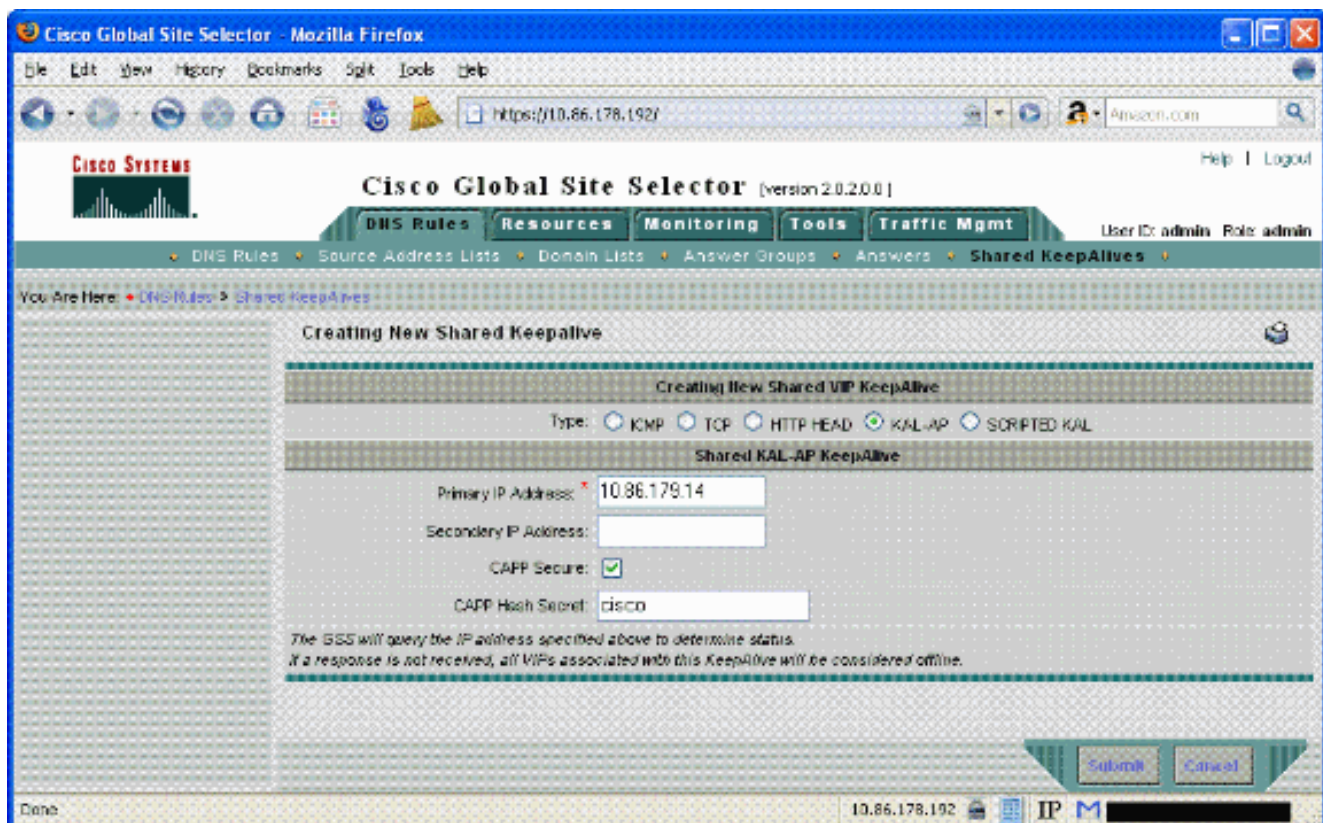 Cisco Global Site Selector - Mozilla Firefox
File Edit View History Bookmarks Split Tools Help
https://10.86.178.192/
Amazon.com
Help | Logout
CISCO SYSTEMS
Cisco Global Site Selector [version 2.0.2.0.0 ]
DNS Rules Resources Monitoring Tools Traffic Mgmt
User ID: admin Role: admin
DNS Rules Source Address Lists Domain Lists Answer Groups Answers Shared KeepAlives
You Are Here: DNS Rules > Shared KeepAlives
Creating New Shared Keepalive
Creating New Shared VIP KeepAlive
Type: ICMP TCP HTTP HEAD KAL-AP SCRIPTED KAL
Shared KAL-AP KeepAlive
Primary IP Address: * 10.86.179.14
Secondary IP Address:
CAPP Secure:
CAPP Hash Secret: cisco
The GSS will query the IP address specified above to determine status.
If a response is not received, all VIPs associated with this KeepAlive will be considered offline.
Submit Cancel
Done
10.86.178.192 IP M